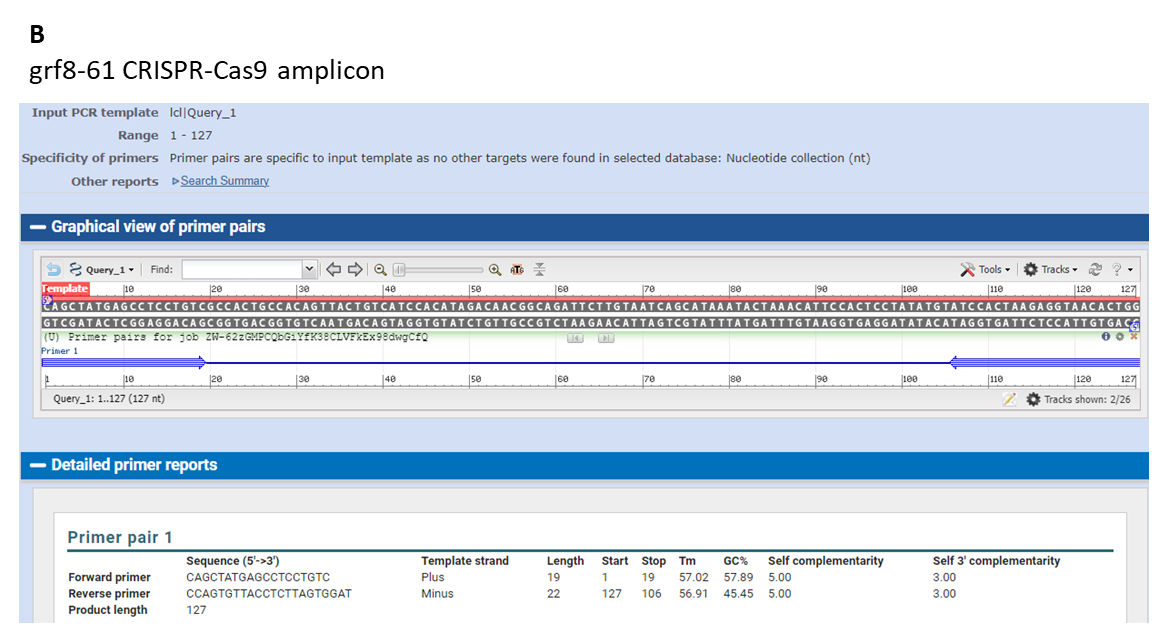 B
grf8-61 CRISPR-Cas9 amplicon
Input PCR template lcl|Query_1
Range 1 - 127
Specificity of primers Primer pairs are specific to input template as no other targets were found in selected database: Nucleotide collection (nt)
Other reports Search Summary
Graphical view of primer pairs
Query_1 Find: Tools Tracks ?
Template 10 20 30 40 50 60 70 80 90 100 110 120 127
CAGCTATGAGCCTCCTGTCGCCACTGCCACAGTTACTGTCATCCACATAGACAACGGCAGATTCTTGTAATCAGCATAAATACTAAACATTCCACTCCTATATGTATCCACTAAGAGGTAACACTGG
GTCGATACTCGGAGGACAGCGGTGACGGTGTCAATGACAGTAGGTGTATCTGTTGCCGTCTAAGAACATTAGTCGTATTTATGATTTGTAAGGTGAGGATATACATAGGTGATTCTCCATTGTGAC
(U) Primer pairs for job ZW-62zGMPCQbGiYfK38CLVFkEx98dwgCfQ
Primer 1
1 10 20 30 40 50 60 70 80 90 100 110 120 127
Query_1: 1..127 (127 nt) Tracks shown: 2/26
Detailed primer reports
Primer pair 1
Sequence (5'->3') Template strand Length Start Stop Tm GC% Self complementarity Self 3' complementarity
Forward primer CAGCTATGAGCCTCCTGTC Plus 19 1 19 57.02 57.89 5.00 3.00
Reverse primer CCAGTGTTACCTCTTAGTGGAT Minus 22 127 106 56.91 45.45 5.00 3.00
Product length 127